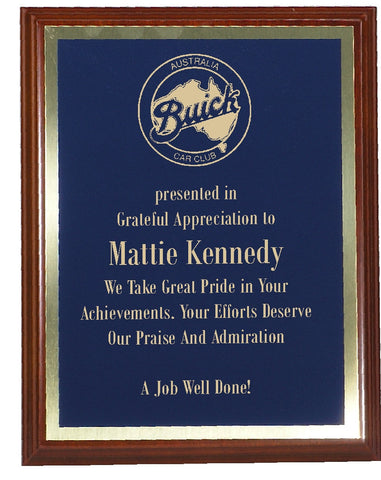 AUSTRALIA
Buick
CAR CLUB
presented in
Grateful Appreciation to
Mattie Kennedy
We Take Great Pride in Your
Achievements. Your Efforts Deserve
Our Praise And Admiration
A Job Well Done!